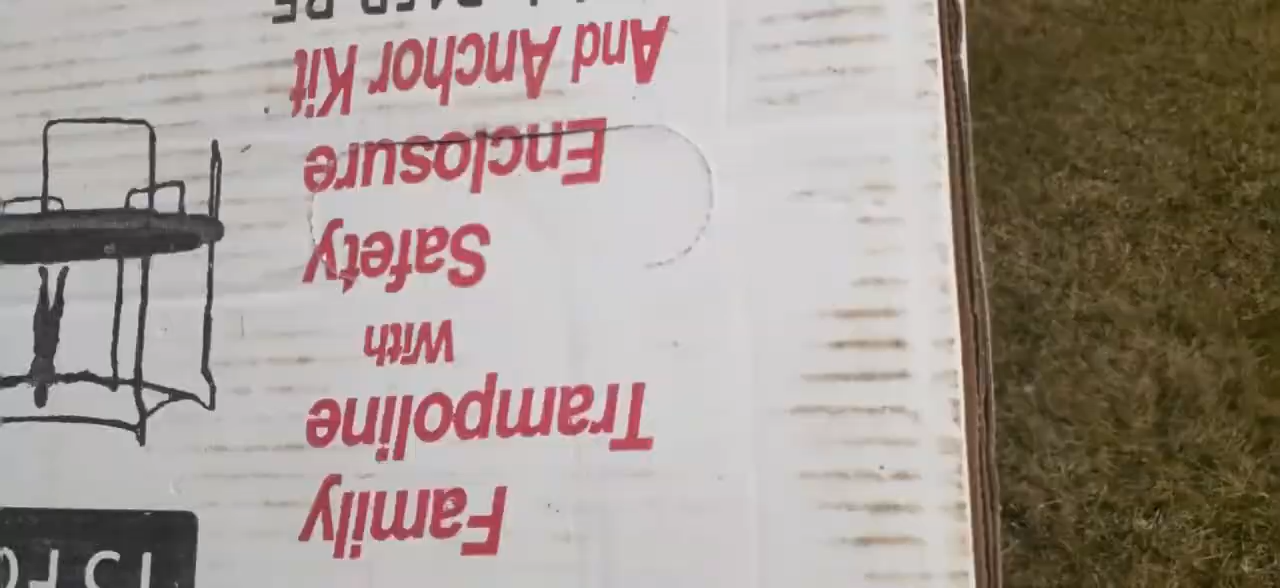 Family
Trampoline
With
Safety
Enclosure
And Anchor Kit